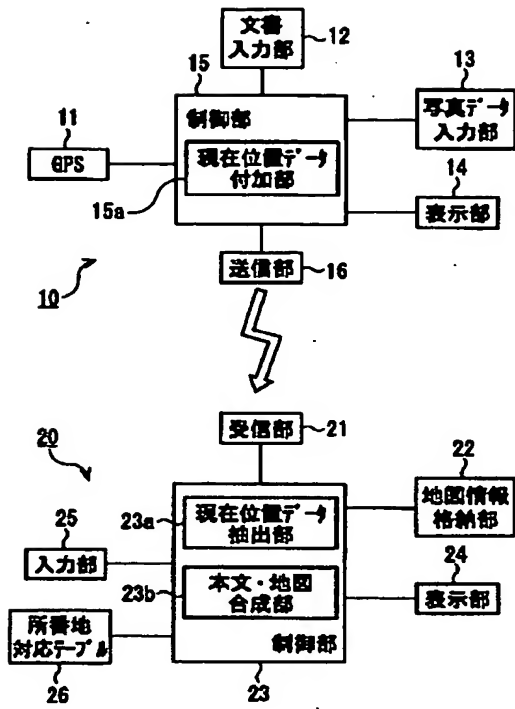 文書
入力部
12
15
制御部
13
写真データ
入力部
11
GPS
現在位置データ
付加部
15a
14
表示部
送信部
16
10
受信部
21
20
22
地図情報
格納部
23a
現在位置データ
抽出部
25
入力部
23b
本文・地図
合成部
24
表示部
所番地
対応テーブル
制御部
26
23